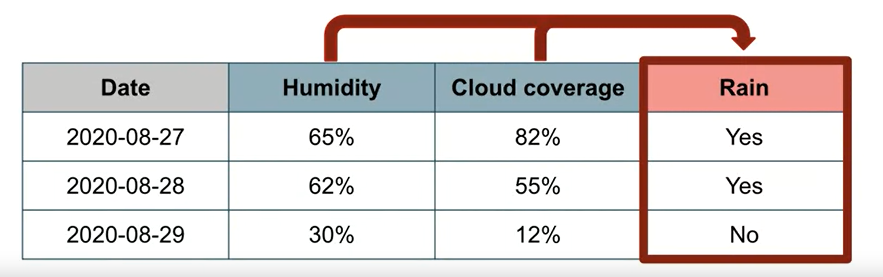 Date Humidity Cloud coverage Rain
2020-08-27 65% 82% Yes
2020-08-28 62% 55% Yes
2020-08-29 30% 12% No